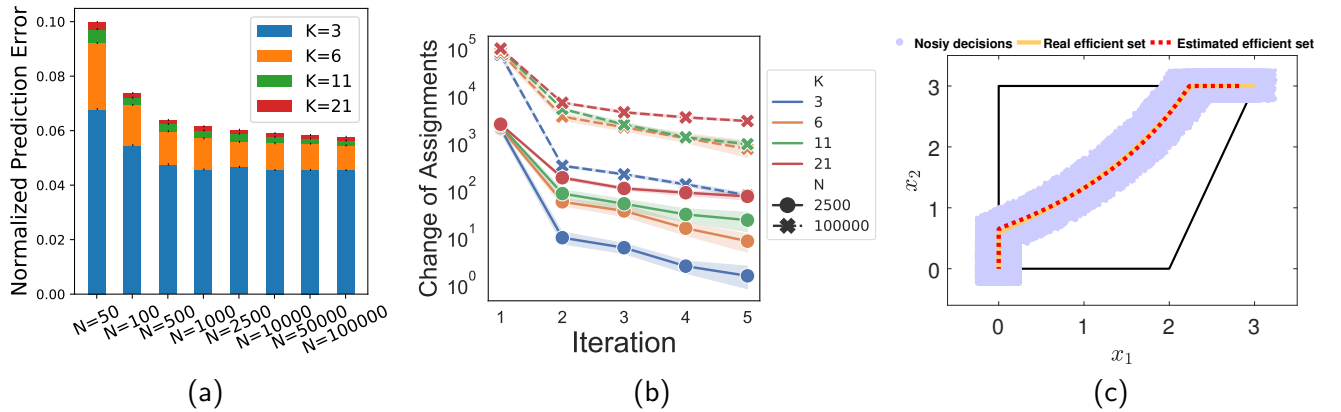 Normalized Prediction Error
0.10
0.08
0.06
0.04
0.02
0.00
K=3
K=6
K=11
K=21
N=50
N=100
N=500
N=1000
N=2500
N=10000
N=50000
N=100000
(a)
Change of Assignments
10^5
10^4
10^3
10^2
10^1
10^0
1 2 3 4 5
Iteration
K
3
6
11
21
N
2500
100000
(b)
Nosiy decisions Real efficient set Estimated efficient set
x_2
3
2
1
0
0 1 2 3
x_1
(c)